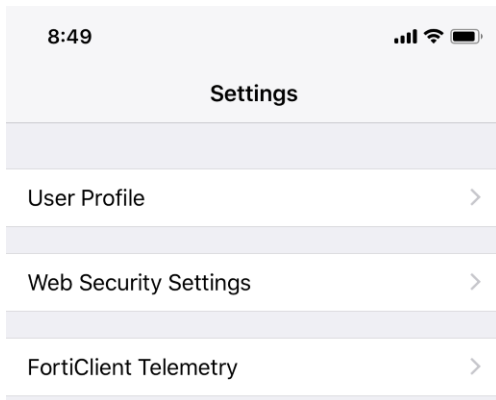 8:49
Settings
User Profile
Web Security Settings
FortiClient Telemetry